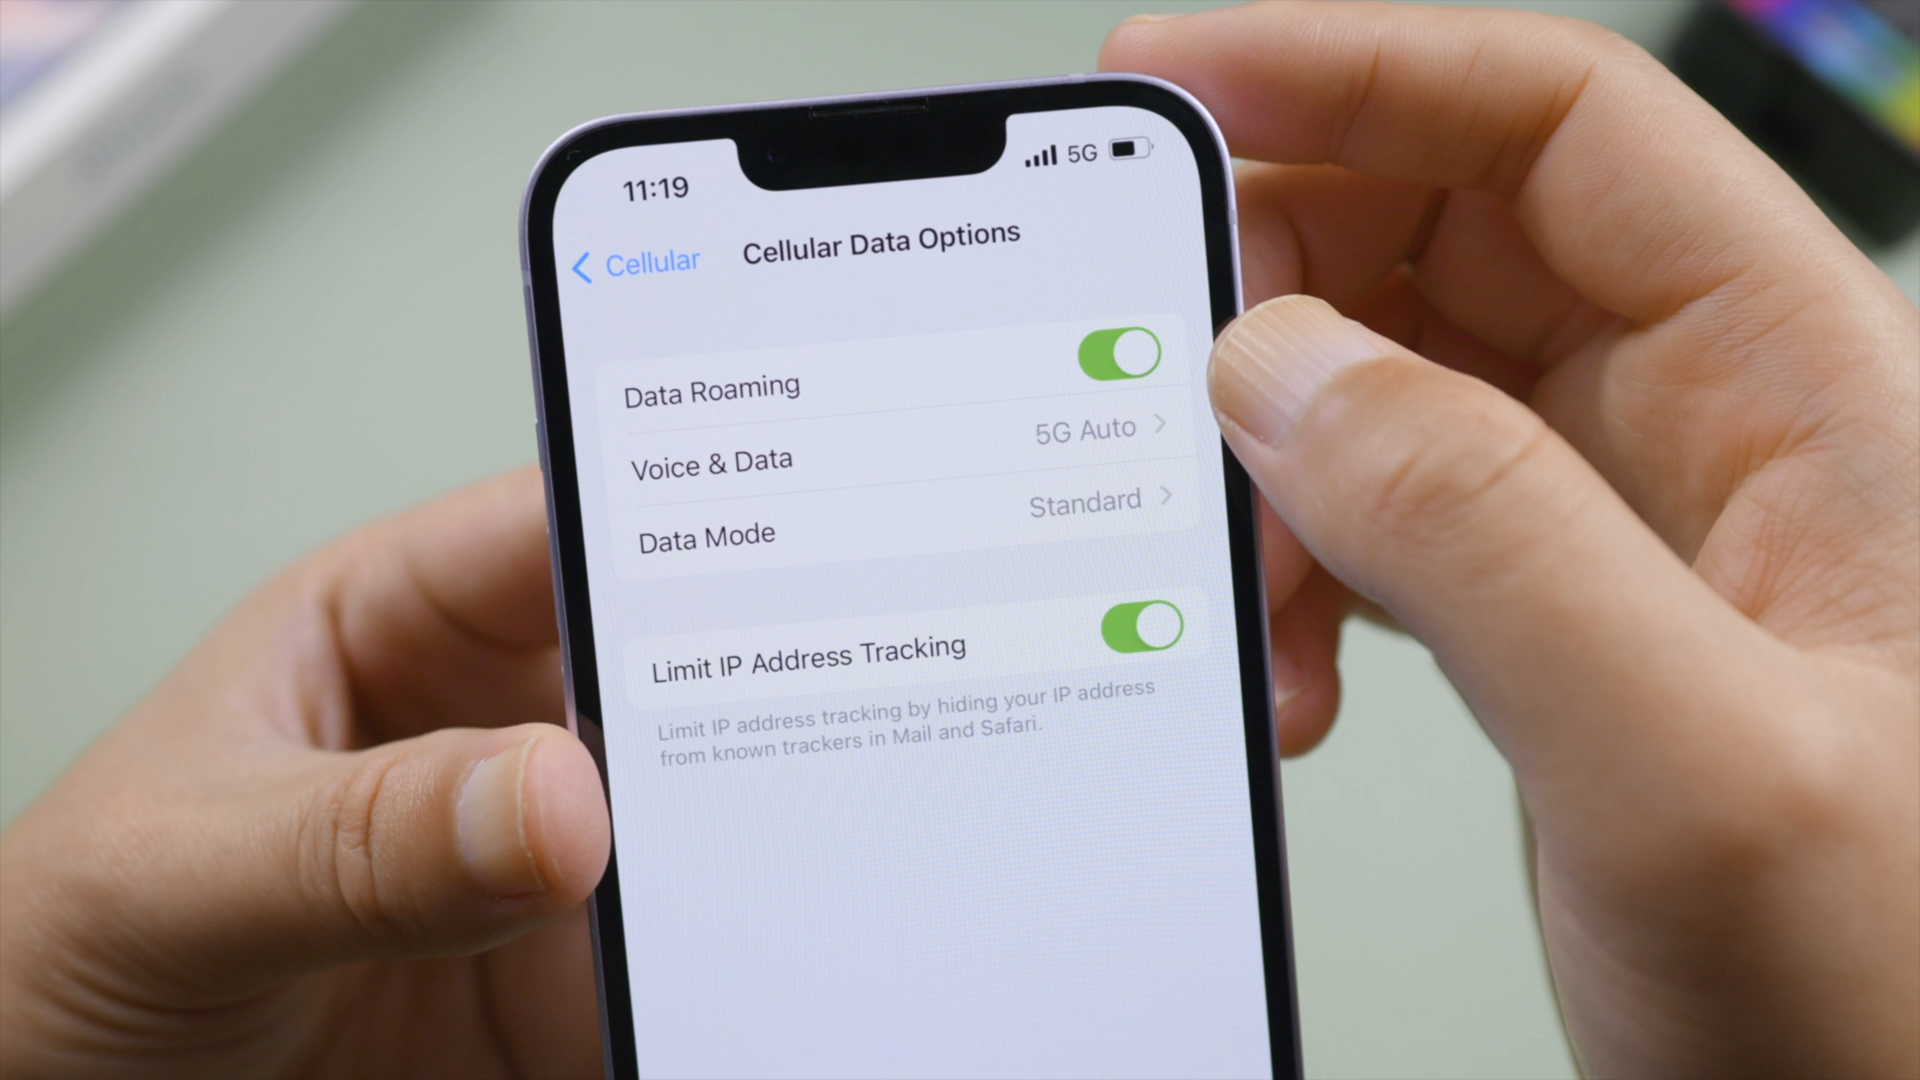 11:19
5G
Cellular
Cellular Data Options
Data Roaming
Voice & Data
5G Auto
Data Mode
Standard
Limit IP Address Tracking
Limit IP address tracking by hiding your IP address
from known trackers in Mail and Safari.